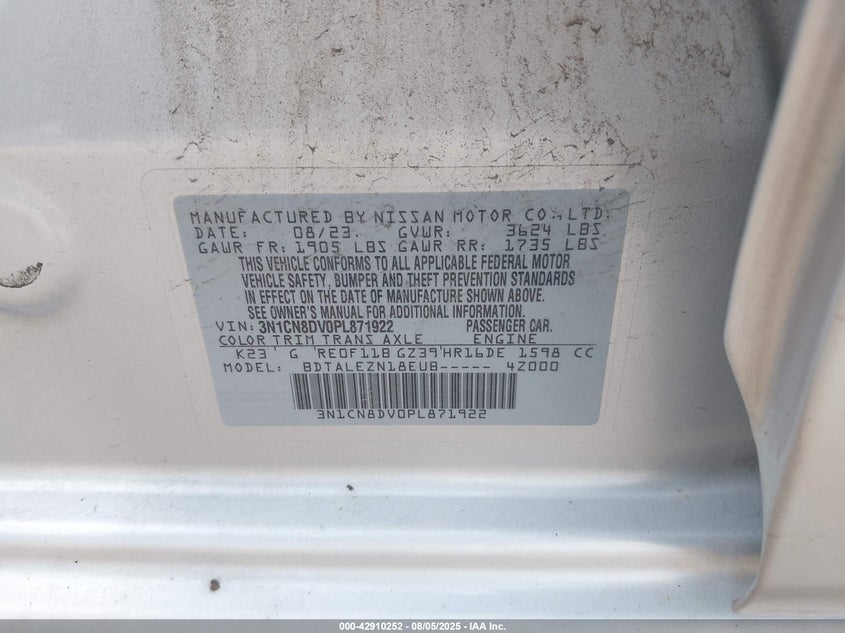 MANUFACTURED BY NISSAN MOTOR CO., LTD.
DATE: 08/23. GVWR: 3624 LBS
GAWR FR: 1905 LBS GAWR RR: 1735 LBS
THIS VEHICLE CONFORMS TO ALL APPLICABLE FEDERAL MOTOR
VEHICLE SAFETY, BUMPER AND THEFT PREVENTION STANDARDS
IN EFFECT ON THE DATE OF MANUFACTURE SHOWN ABOVE.
SEE OWNER'S MANUAL FOR ADDITIONAL INFORMATION.
VIN: 3N1CN8DV0PL871922 PASSENGER CAR.
COLOR TRIM TRANS AXLE ENGINE
K23 G RE0F11B GZ39 HR16DE 1598 CC
MODEL: BDTALEZN18EUB----- 4Z000
3N1CN8DV0PL871922
000-42910252 - 08/05/2025 - IAA Inc.